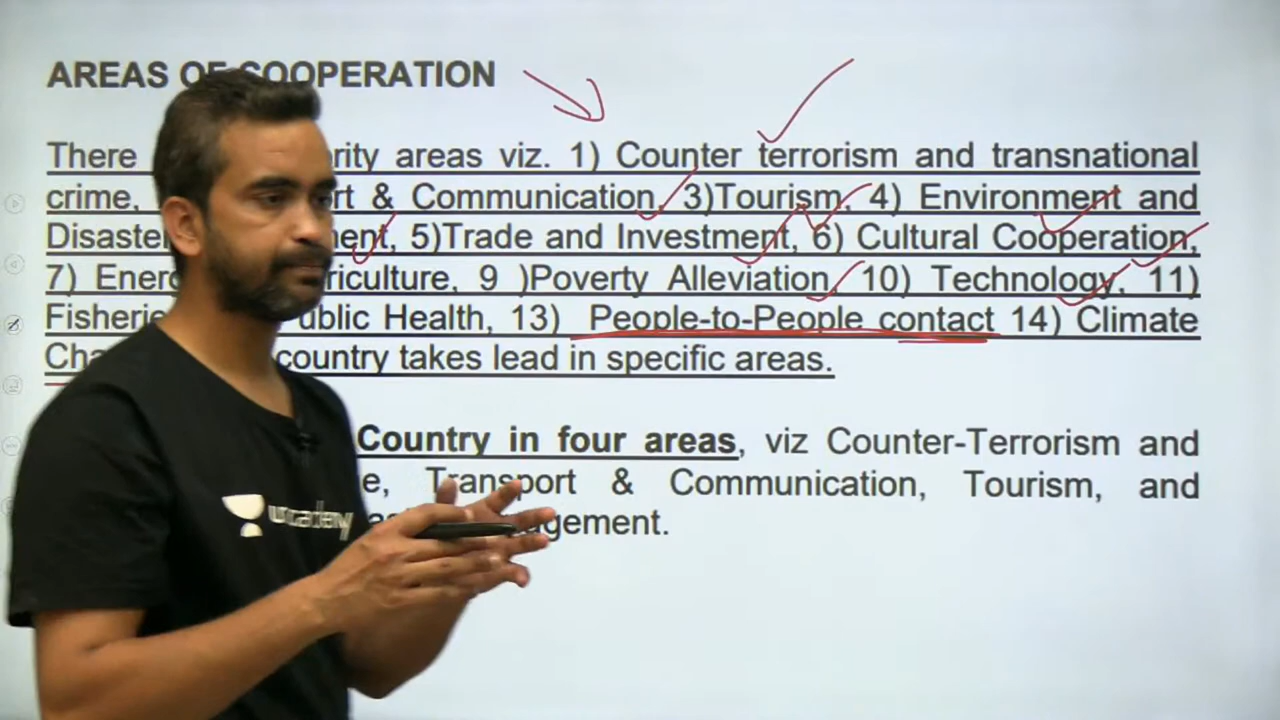 AREAS OF COOPERATION
There rity areas viz. 1) Counter terrorism and transnational
crime, rt & Communication, 3)Tourism, 4) Environment and
Disaste ent, 5)Trade and Investment, 6) Cultural Cooperation,
7) Ener riculture, 9 )Poverty Alleviation, 10) Technology, 11)
Fisherie ublic Health, 13) People-to-People contact 14) Climate
Cha country takes lead in specific areas.
Country in four areas, viz Counter-Terrorism and
e, Transport & Communication, Tourism, and
agement.
unacademy